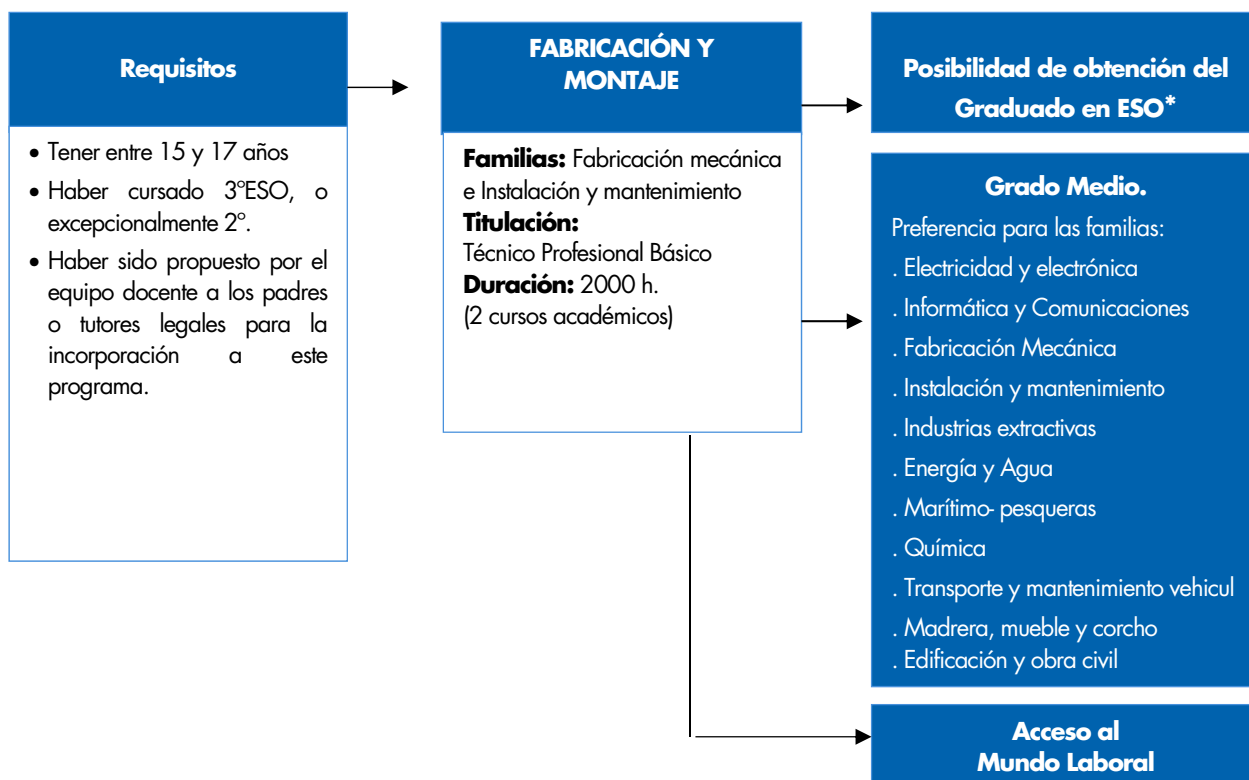 Requisitos
• Tener entre 15 y 17 años
• Haber cursado 3ºESO, o
excepcionalmente 2º.
• Haber sido propuesto por el
equipo docente a los padres
o tutores legales para la
incorporación a este
programa.
FABRICACIÓN Y
MONTAJE
Familias: Fabricación mecánica
e Instalación y mantenimiento
Titulación:
Técnico Profesional Básico
Duración: 2000 h.
(2 cursos académicos)
Posibilidad de obtención del
Graduado en ESO*
Grado Medio.
Preferencia para las familias:
. Electricidad y electrónica
. Informática y Comunicaciones
. Fabricación Mecánica
. Instalación y mantenimiento
. Industrias extractivas
. Energía y Agua
. Marítimo- pesqueras
. Química
. Transporte y mantenimiento vehicul
. Madrera, mueble y corcho
. Edificación y obra civil
Acceso al
Mundo Laboral